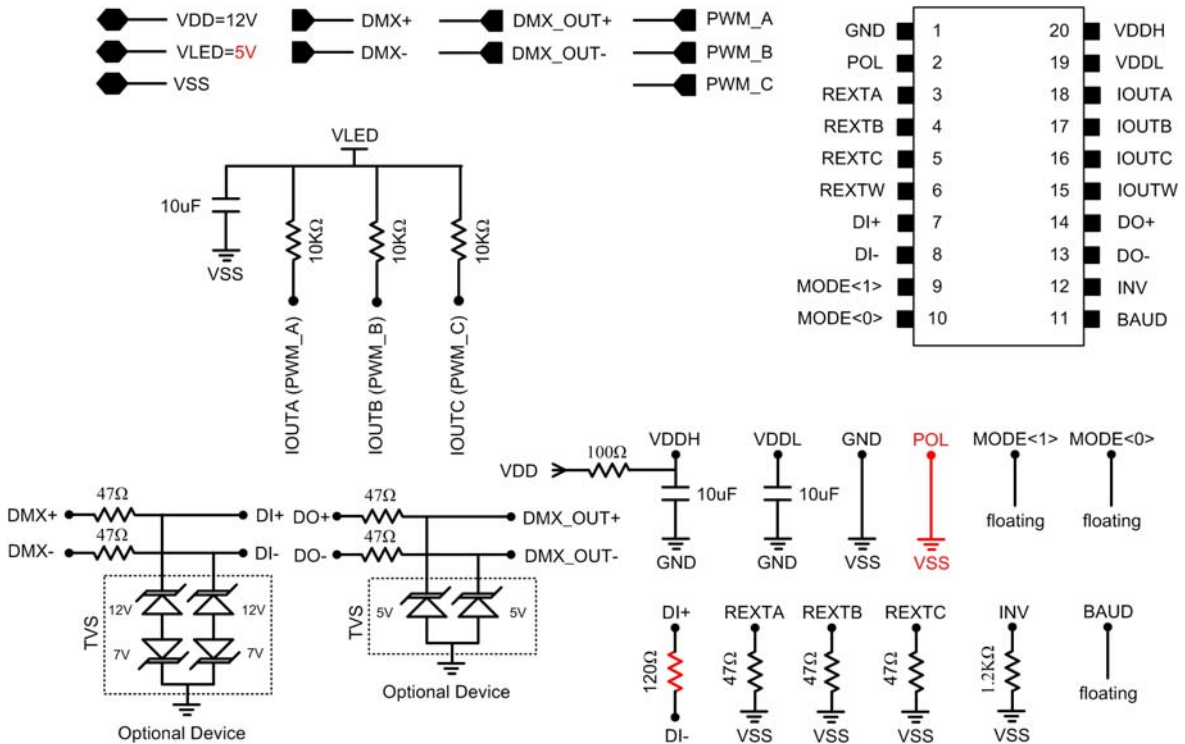 VDD=12V
VLED=5V
VSS
DMX+
DMX-
DMX_OUT+
DMX_OUT-
PWM_A
PWM_B
PWM_C
GND 1 20 VDDH
POL 2 19 VDDL
REXTA 3 18 IOUTA
REXTB 4 17 IOUTB
REXTC 5 16 IOUTC
REXTW 6 15 IOUTW
DI+ 7 14 DO+
DI- 8 13 DO-
MODE<1> 9 12 INV
MODE<0> 10 11 BAUD
VLED
10uF
VSS
10KΩ
10KΩ
10KΩ
IOUTA (PWM_A)
IOUTB (PWM_B)
IOUTC (PWM_C)
DMX+ 47Ω DI+
DMX- 47Ω DI-
TVS
12V 12V
7V 7V
Optional Device
DO+ 47Ω DMX_OUT+
DO- 47Ω DMX_OUT-
TVS
5V 5V
Optional Device
VDD 100Ω VDDH
10uF
GND
VDDL
10uF
GND
GND
VSS
POL
VSS
MODE<1>
floating
MODE<0>
floating
DI+
120Ω
DI-
REXTA
47Ω
VSS
REXTB
47Ω
VSS
REXTC
47Ω
VSS
INV
1.2KΩ
VSS
BAUD
floating